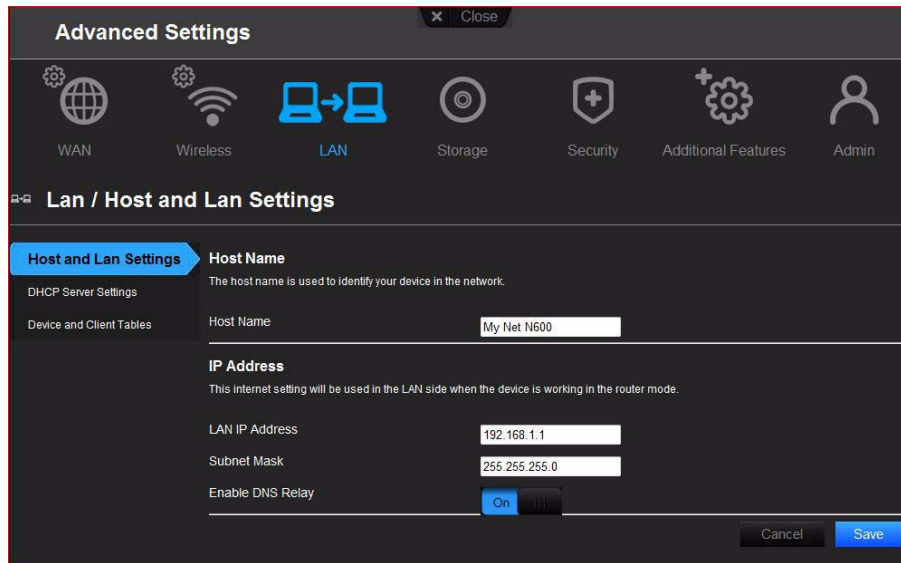 × Close
Advanced Settings
WAN
Wireless
LAN
Storage
Security
Additional Features
Admin
Lan / Host and Lan Settings
Host and Lan Settings
DHCP Server Settings
Device and Client Tables
Host Name
The host name is used to identify your device in the network.
Host Name
My Net N600
IP Address
This internet setting will be used in the LAN side when the device is working in the router mode.
LAN IP Address
192.168.1.1
Subnet Mask
255.255.255.0
Enable DNS Relay
On
Cancel
Save